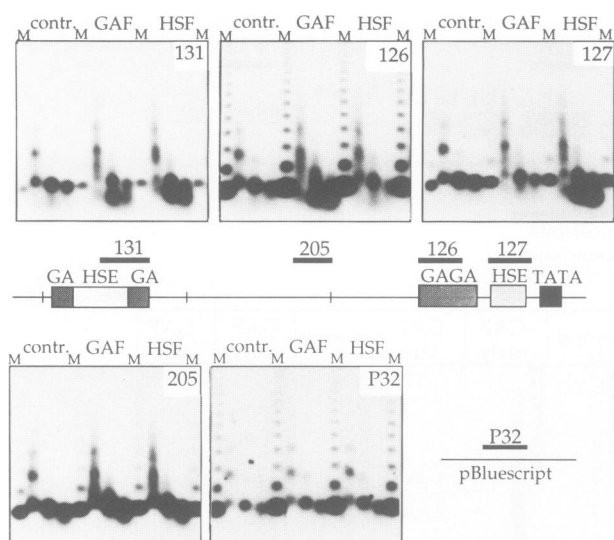 contr. GAF HSF contr. GAF HSF contr. GAF HSF
M M M M M M M M M M M M
131 126 127
131 205 126 127
GA HSE GA GAGA HSE TATA
contr. GAF HSF contr. GAF HSF
M M M M M M M M
205 P32
P32
pBluescript